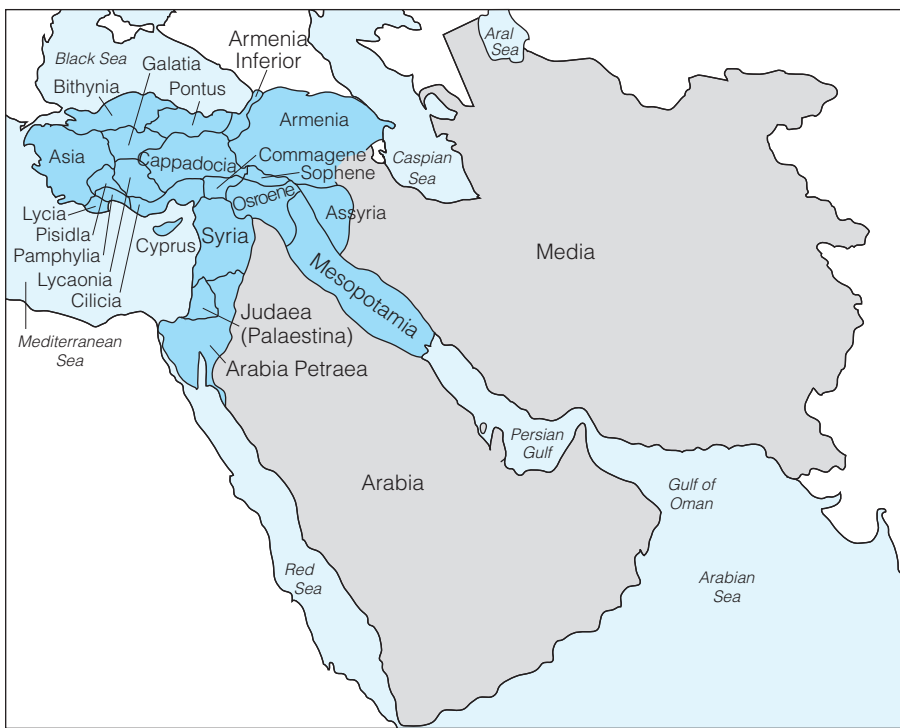 Aral
Sea
Armenia
Inferior
Black Sea
Galatia
Bithynia
Pontus
Armenia
Asia
Cappadocia
Commagene
Sophene
Caspian
Sea
Osroene
Assyria
Lycia
Pisidla
Pamphylia
Lycaonia
Cilicia
Cyprus
Syria
Media
Mesopotamia
Judaea
(Palaestina)
Mediterranean
Sea
Arabia Petraea
Persian
Gulf
Arabia
Gulf of
Oman
Red
Sea
Arabian
Sea